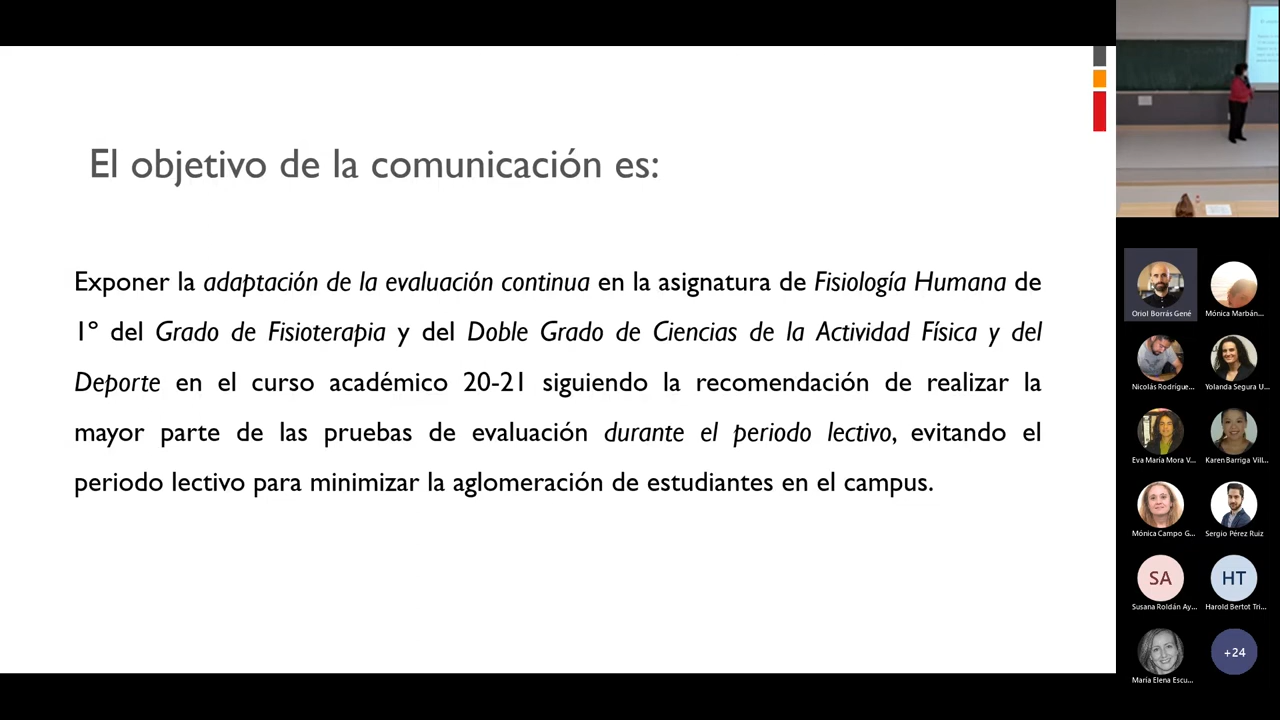 El objetivo de la comunicación es:
Exponer la adaptación de la evaluación continua en la asignatura de Fisiología Humana de
1º del Grado de Fisioterapia y del Doble Grado de Ciencias de la Actividad Física y del
Deporte en el curso académico 20-21 siguiendo la recomendación de realizar la
mayor parte de las pruebas de evaluación durante el periodo lectivo, evitando el
periodo lectivo para minimizar la aglomeración de estudiantes en el campus.
Oriol Borrás Gené
Mónica Marbán...
Nicolás Rodrígue...
Yolanda Segura U...
Eva María Mora V...
Karen Barriga Vill...
Mónica Campo G...
Sergio Pérez Ruiz
SA
HT
Susana Roldán Ay...
Harold Bertot Tri...
+24
María Elena Escu...